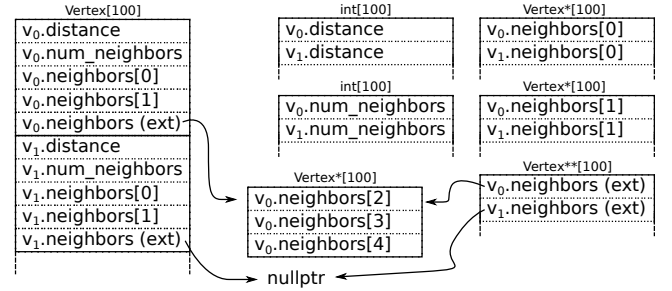 Vertex[100]
v₀.distance
v₀.num_neighbors
v₀.neighbors[0]
v₀.neighbors[1]
v₀.neighbors (ext)
v₁.distance
v₁.num_neighbors
v₁.neighbors[0]
v₁.neighbors[1]
v₁.neighbors (ext)
int[100]
v₀.distance
v₁.distance
int[100]
v₀.num_neighbors
v₁.num_neighbors
Vertex*[100]
v₀.neighbors[2]
v₀.neighbors[3]
v₀.neighbors[4]
nullptr
Vertex*[100]
v₀.neighbors[0]
v₁.neighbors[0]
Vertex*[100]
v₀.neighbors[1]
v₁.neighbors[1]
Vertex**[100]
v₀.neighbors (ext)
v₁.neighbors (ext)